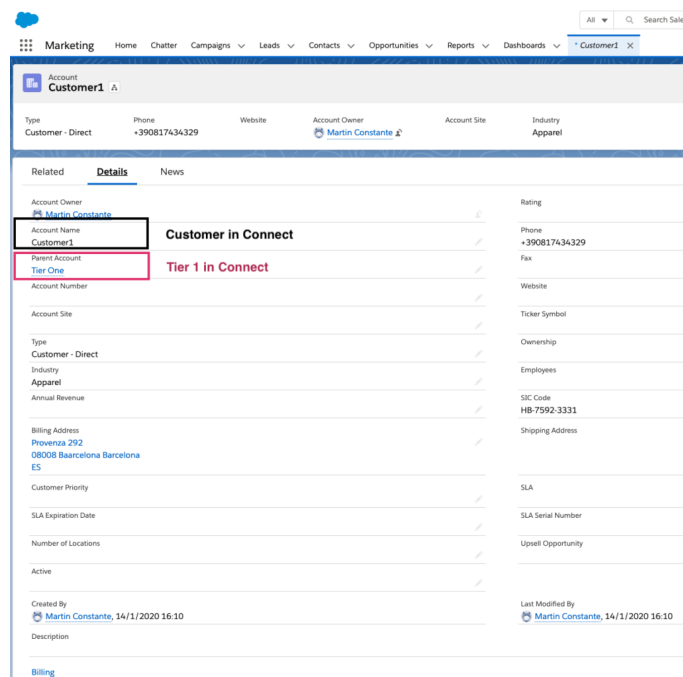 All Search Sale
Marketing Home Chatter Campaigns Leads Contacts Opportunities Reports Dashboards * Customer1
Account
Customer1
Type Phone Website Account Owner Account Site Industry
Customer - Direct +390817434329 Martin Constante Apparel
Related Details News
Account Owner Rating
Martin Constante
Account Name Phone
Customer1 Customer in Connect +390817434329
Parent Account Fax
Tier One Tier 1 in Connect
Account Number Website
Account Site Ticker Symbol
Type Ownership
Customer - Direct
Industry Employees
Apparel
Annual Revenue SIC Code
HB-7592-3331
Billing Address Shipping Address
Provenza 292
08008 Baarcelona Barcelona
ES
Customer Priority SLA
SLA Expiration Date SLA Serial Number
Number of Locations Upsell Opportunity
Active
Created By Last Modified By
Martin Constante, 14/1/2020 16:10 Martin Constante, 14/1/2020 16:10
Description
Billing